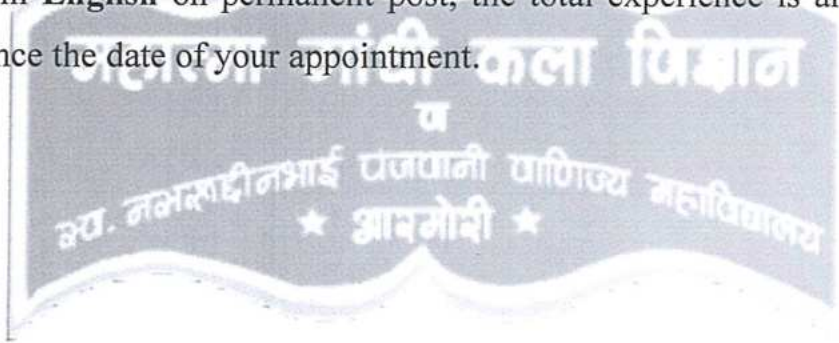 in English on permanent post, the total experience is
nce the date of your appointment.
महात्मा गांधी कला विज्ञान
व
स्व. नसरूद्दीनभाई पंजवानी वाणिज्य महाविद्यालय
★ आरमोरी ★